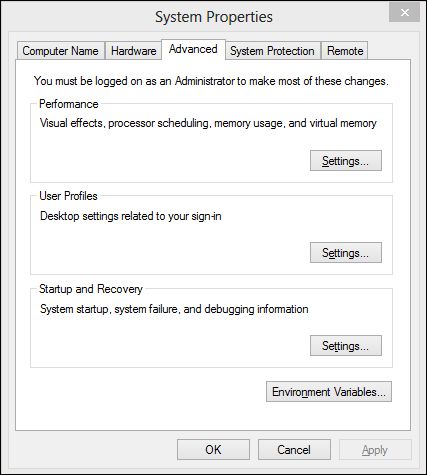 System Properties
Computer Name Hardware Advanced System Protection Remote
You must be logged on as an Administrator to make most of these changes.
Performance
Visual effects, processor scheduling, memory usage, and virtual memory
Settings...
User Profiles
Desktop settings related to your sign-in
Settings...
Startup and Recovery
System startup, system failure, and debugging information
Settings...
Environment Variables...
OK Cancel Apply